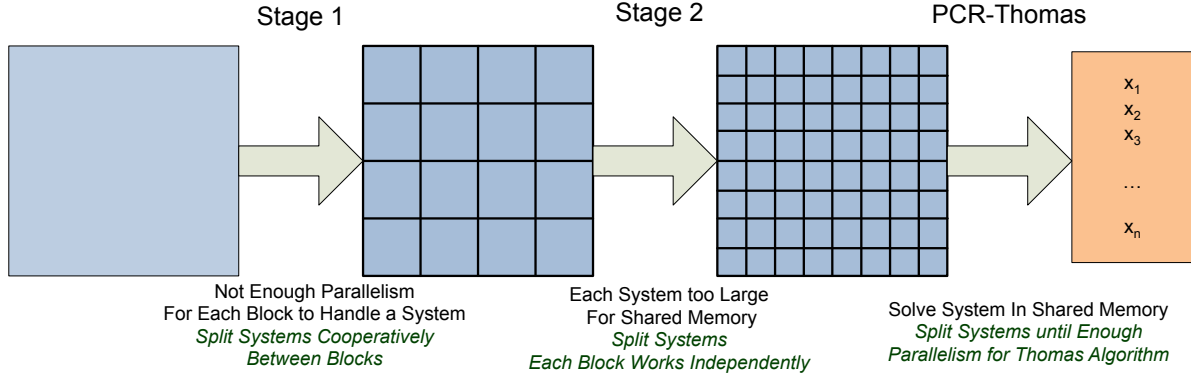 Stage 1
Stage 2
PCR-Thomas
x1
x2
x3
...
xn
Not Enough Parallelism
For Each Block to Handle a System
Split Systems Cooperatively
Between Blocks
Each System too Large
For Shared Memory
Split Systems
Each Block Works Independently
Solve System In Shared Memory
Split Systems until Enough
Parallelism for Thomas Algorithm